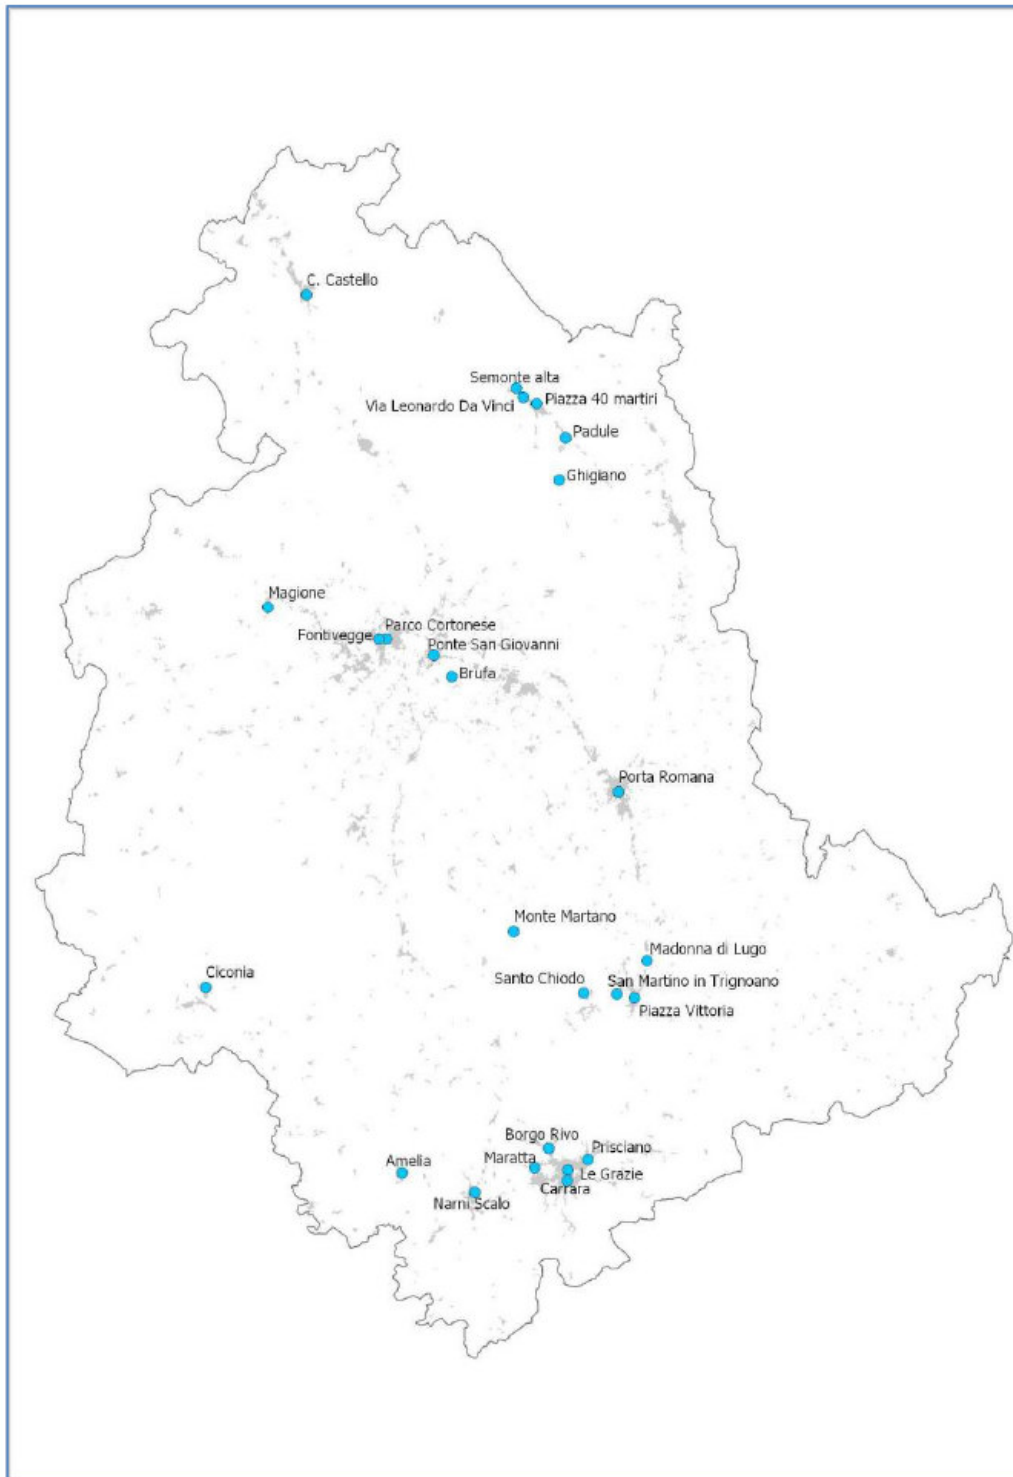 C. Castello
Semonte alta
Via Leonardo Da Vinci
Piazza 40 martiri
Padule
Ghigiano
Magione
Parco Cortonese
Fontivegge
Ponte San Giovanni
Brufa
Porta Romana
Monte Martano
Madonna di Lugo
Ciconia
Santo Chiodo
San Martino in Trignoano
Piazza Vittoria
Borgo Rivo
Prisciano
Amelia
Maratta
Le Grazie
Carrara
Narni Scalo